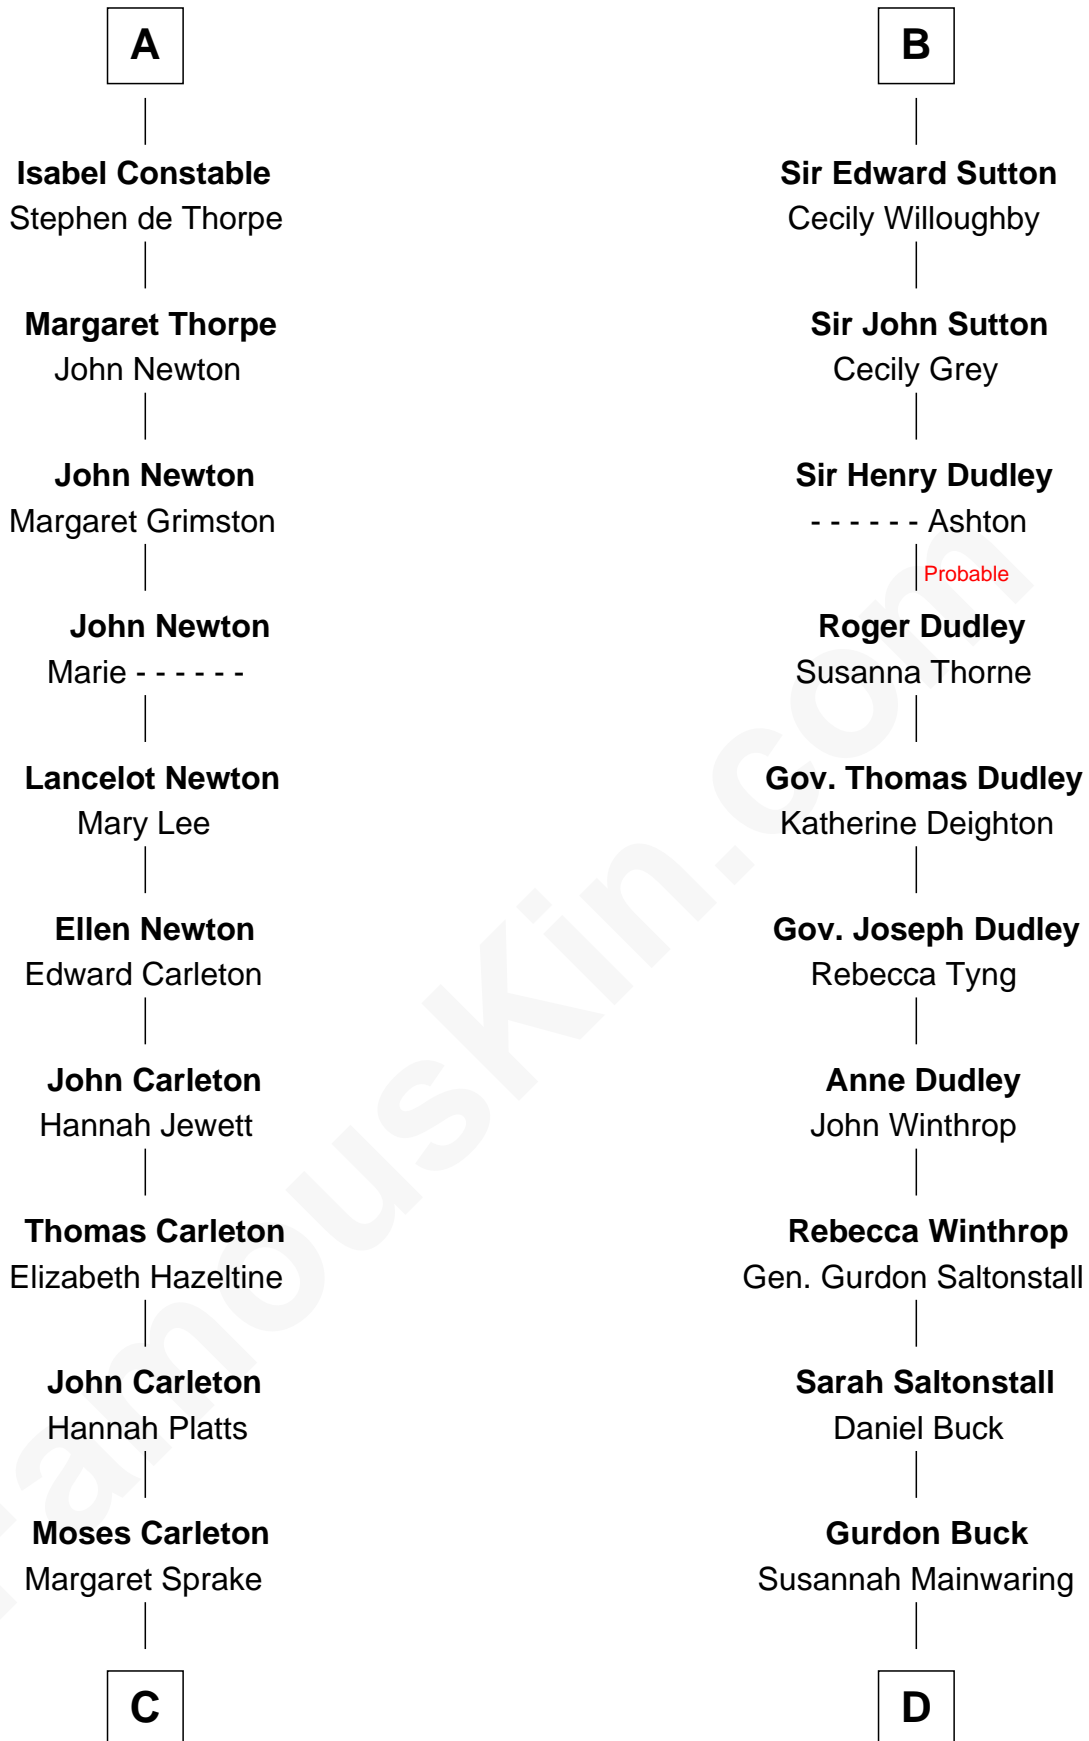 A
Isabel Constable
Stephen de Thorpe
Margaret Thorpe
John Newton
John Newton
Margaret Grimston
John Newton
Marie - - - - - -
Lancelot Newton
Mary Lee
Ellen Newton
Edward Carleton
John Carleton
Hannah Jewett
Thomas Carleton
Elizabeth Hazeltine
John Carleton
Hannah Platts
Moses Carleton
Margaret Sprake
C
B
Sir Edward Sutton
Cecily Willoughby
Sir John Sutton
Cecily Grey
Sir Henry Dudley
- - - - - - Ashton
Probable
Roger Dudley
Susanna Thorne
Gov. Thomas Dudley
Katherine Deighton
Gov. Joseph Dudley
Rebecca Tyng
Anne Dudley
John Winthrop
Rebecca Winthrop
Gen. Gurdon Saltonstall
Sarah Saltonstall
Daniel Buck
Gurdon Buck
Susannah Mainwaring
D
FamousKin.com